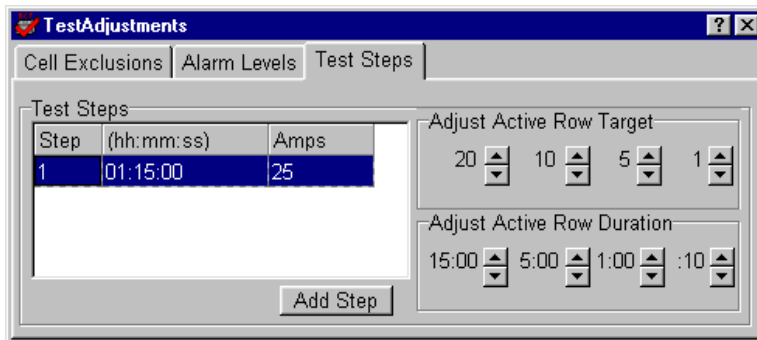 TestAdjustments ? ×
Cell Exclusions Alarm Levels Test Steps
Test Steps
Step (hh:mm:ss) Amps
1 01:15:00 25
Add Step
Adjust Active Row Target
20 10 5 1
Adjust Active Row Duration
15:00 5:00 1:00 :10